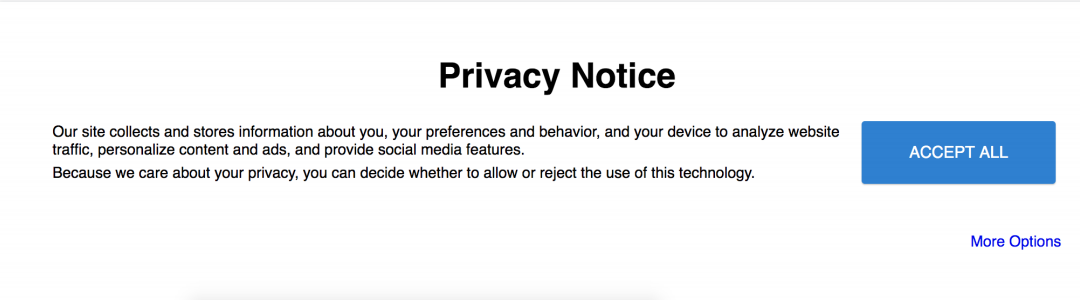 Privacy Notice
Our site collects and stores information about you, your preferences and behavior, and your device to analyze website
traffic, personalize content and ads, and provide social media features.
Because we care about your privacy, you can decide whether to allow or reject the use of this technology.
ACCEPT ALL
More Options